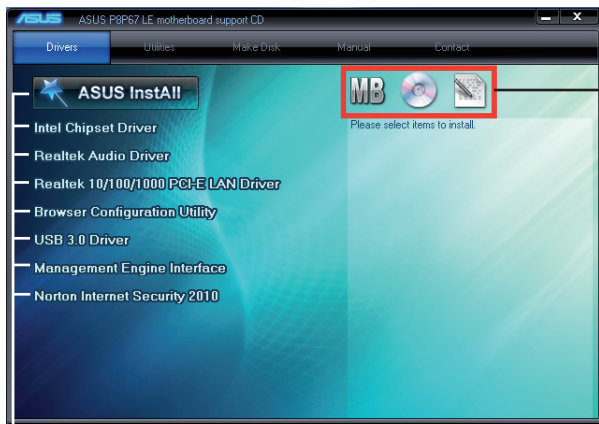 ASUS ASUS P8P67 LE motherboard support CD
Drivers Utilities Make Disk Manual Contact
ASUS InstAll
MB
Please select items to install.
Intel Chipset Driver
Realtek Audio Driver
Realtek 10/100/1000 PCI-E LAN Driver
Browser Configuration Utility
USB 3.0 Driver
Management Engine Interface
Norton Internet Security 2010